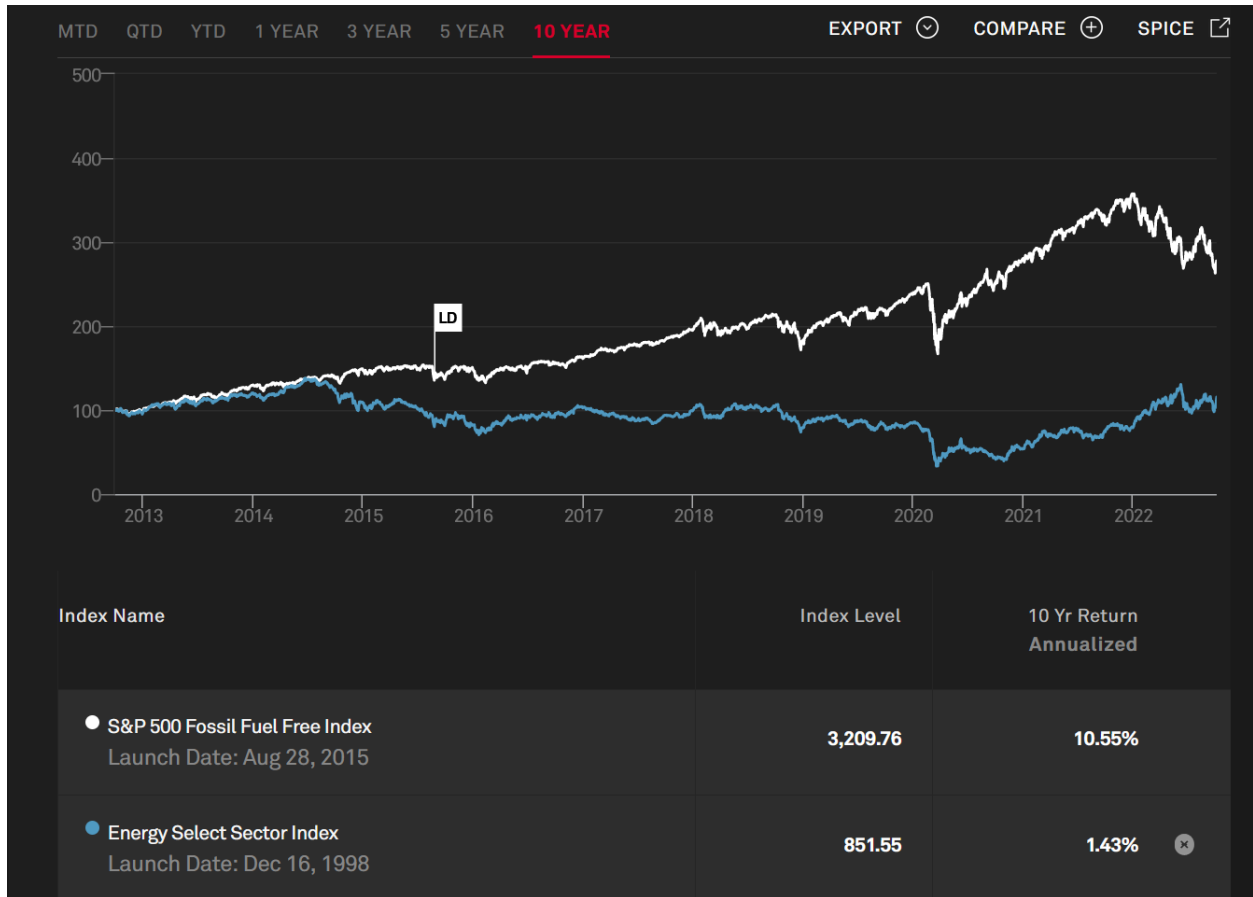 MTD QTD YTD 1 YEAR 3 YEAR 5 YEAR 10 YEAR EXPORT COMPARE SPICE
500
400
300
200
100
0
LD
2013 2014 2015 2016 2017 2018 2019 2020 2021 2022
Index Name Index Level 10 Yr Return
Annualized
S&P 500 Fossil Fuel Free Index 3,209.76 10.55%
Launch Date: Aug 28, 2015
Energy Select Sector Index 851.55 1.43%
Launch Date: Dec 16, 1998